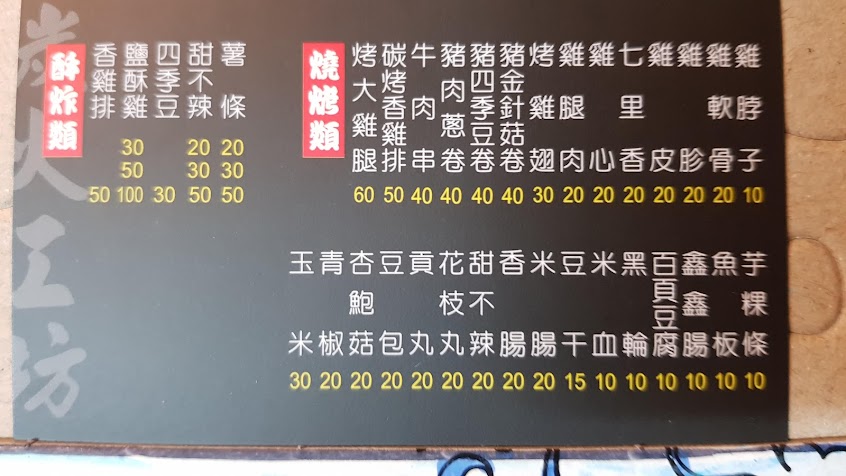 炭火工坊
酥炸類
香雞排 50
鹽酥雞 30 50 100
四季豆 30
甜不辣 20 30 50
薯條 20 30 50
燒烤類
烤大雞腿 60
碳烤香雞排 50
牛肉串 40
豬肉蔥卷 40
豬四季豆卷 40
豬金針菇卷 40
烤雞翅 30
雞腿肉 20
雞心 20
七里香 20
雞皮 20
雞胗 20
雞軟骨 20
雞脖子 10
玉米 30
青椒 20
杏鮑菇 20
豆包 20
貢丸 20
花枝丸 20
甜不辣 20
香腸 20
米腸 20
豆干 15
米血 10
黑輪 10
百頁豆腐 10
鑫鑫腸 10
魚板 10
芋粿條 10